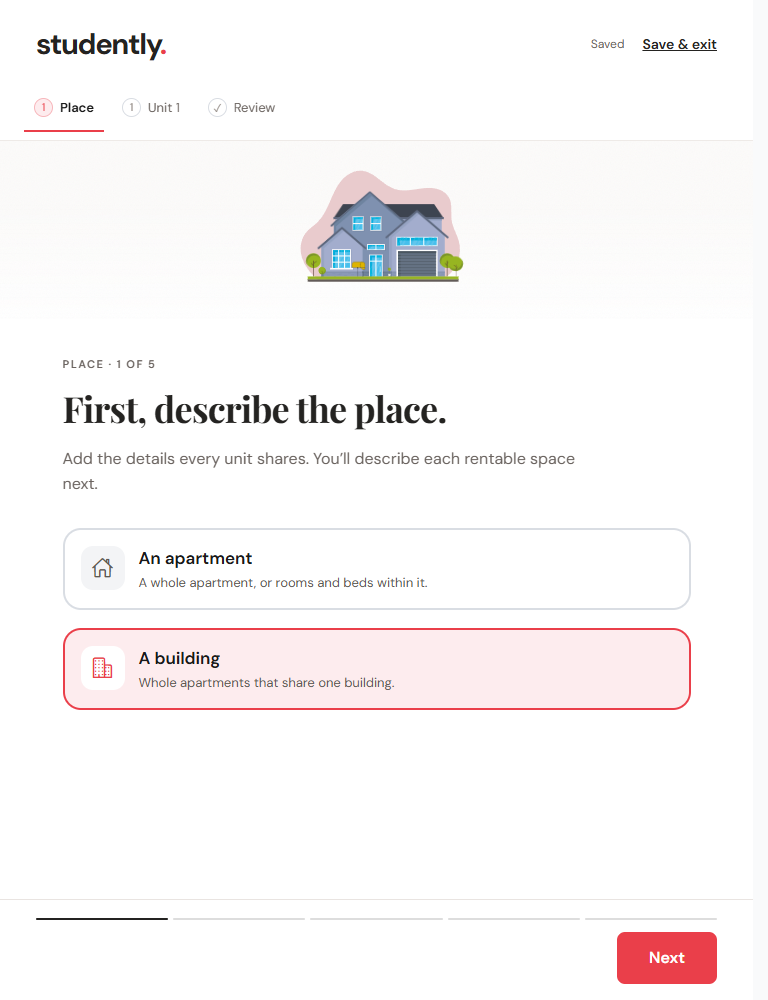 studently.
Saved
Save & exit
1 Place
1 Unit 1
✓ Review
PLACE · 1 OF 5
First, describe the place.
Add the details every unit shares. You’ll describe each rentable space
next.
An apartment
A whole apartment, or rooms and beds within it.
A building
Whole apartments that share one building.
Next